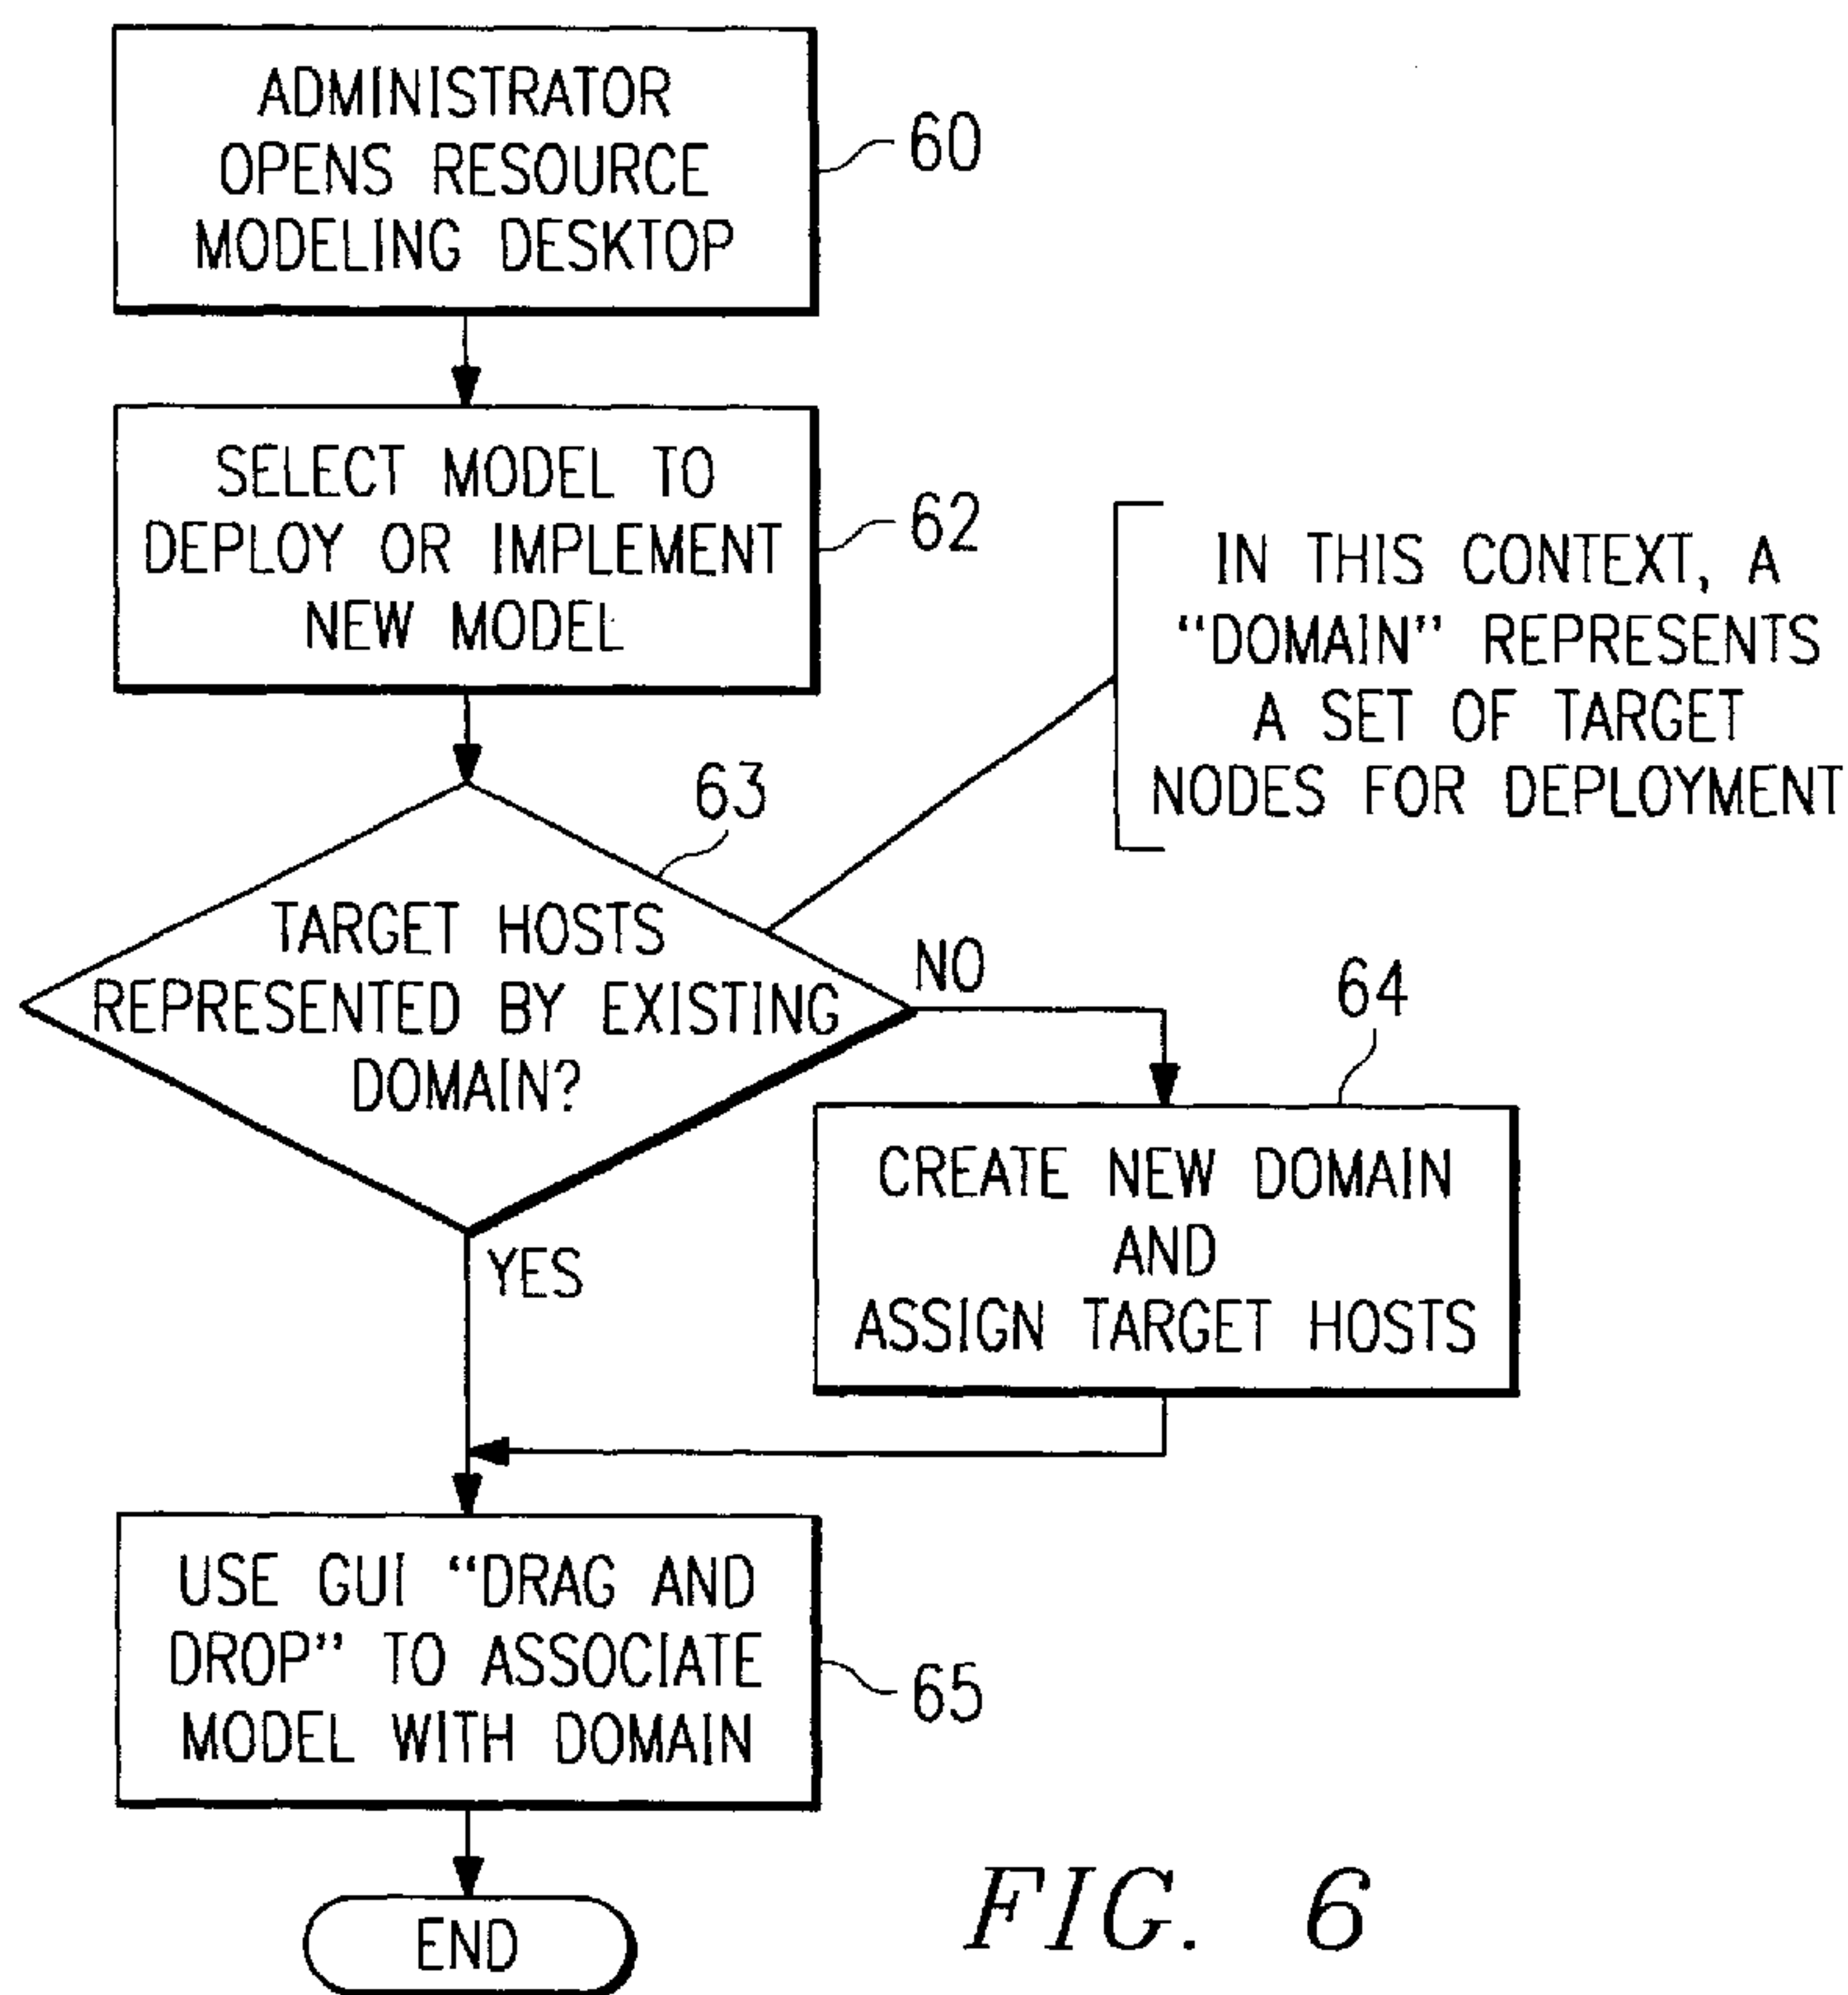 ADMINISTRATOR
OPENS RESOURCE
MODELING DESKTOP
60
SELECT MODEL TO
DEPLOY OR IMPLEMENT
NEW MODEL
62
IN THIS CONTEXT, A
“DOMAIN” REPRESENTS
A SET OF TARGET
NODES FOR DEPLOYMENT
63
TARGET HOSTS
REPRESENTED BY EXISTING
DOMAIN?
NO
YES
64
CREATE NEW DOMAIN
AND
ASSIGN TARGET HOSTS
USE GUI “DRAG AND
DROP” TO ASSOCIATE
MODEL WITH DOMAIN
65
END
FIG. 6